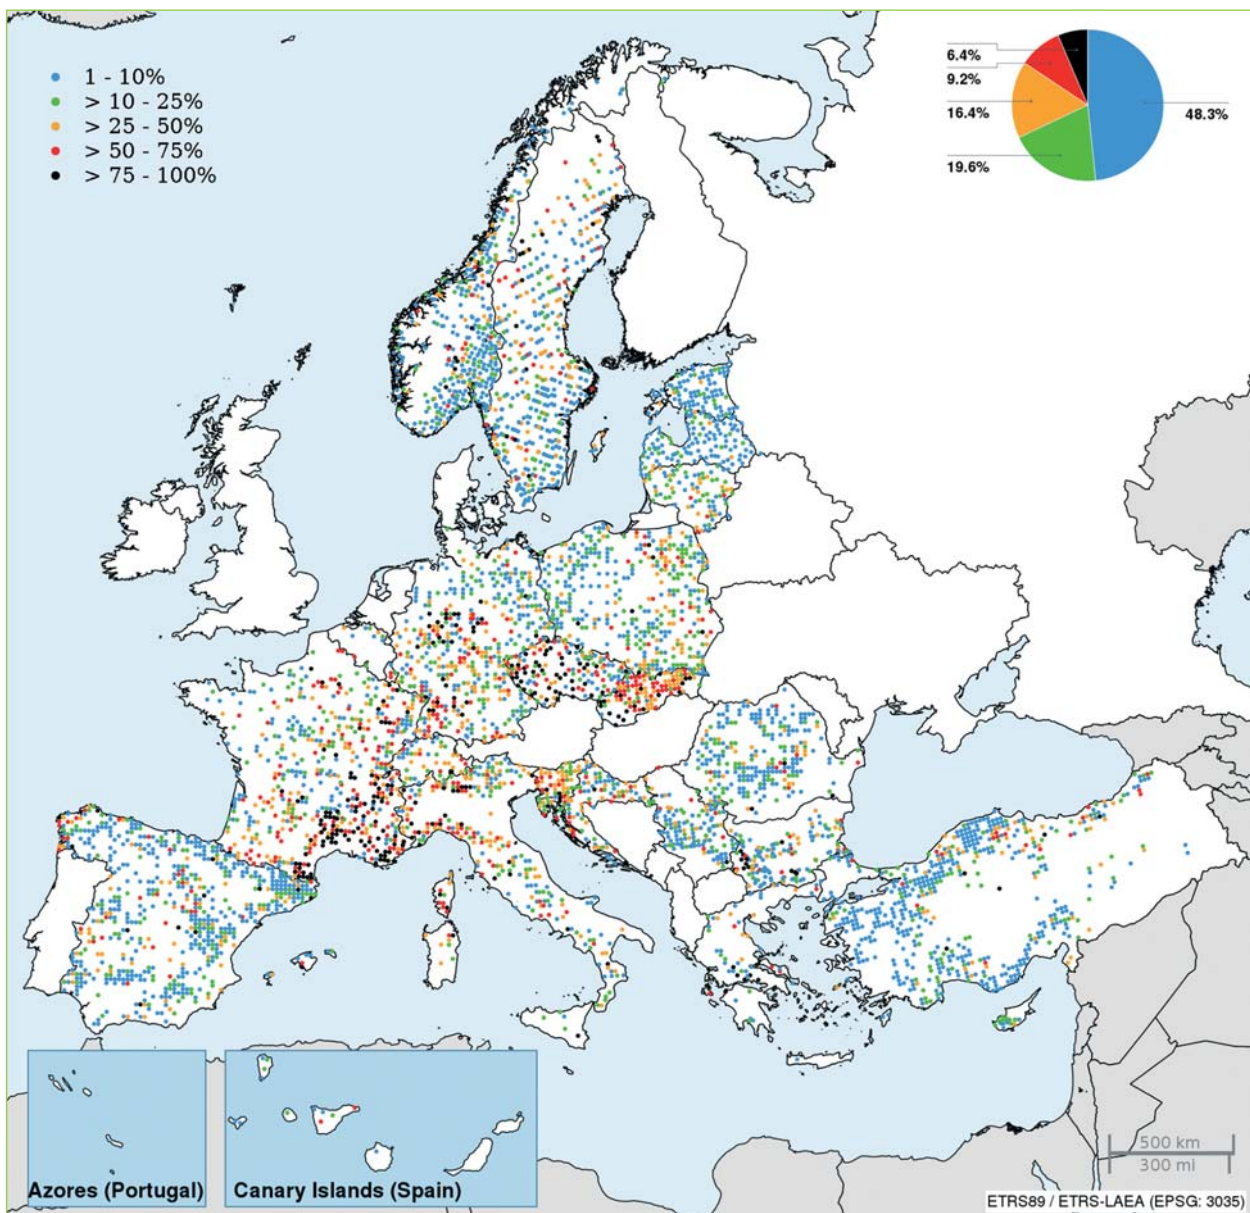 1 - 10%
> 10 - 25%
> 25 - 50%
> 50 - 75%
> 75 - 100%
6.4%
9.2%
16.4%
48.3%
19.6%
Azores (Portugal)
Canary Islands (Spain)
500 km
300 mi
ETRS89 / ETRS-LAEA (EPSG: 3035)